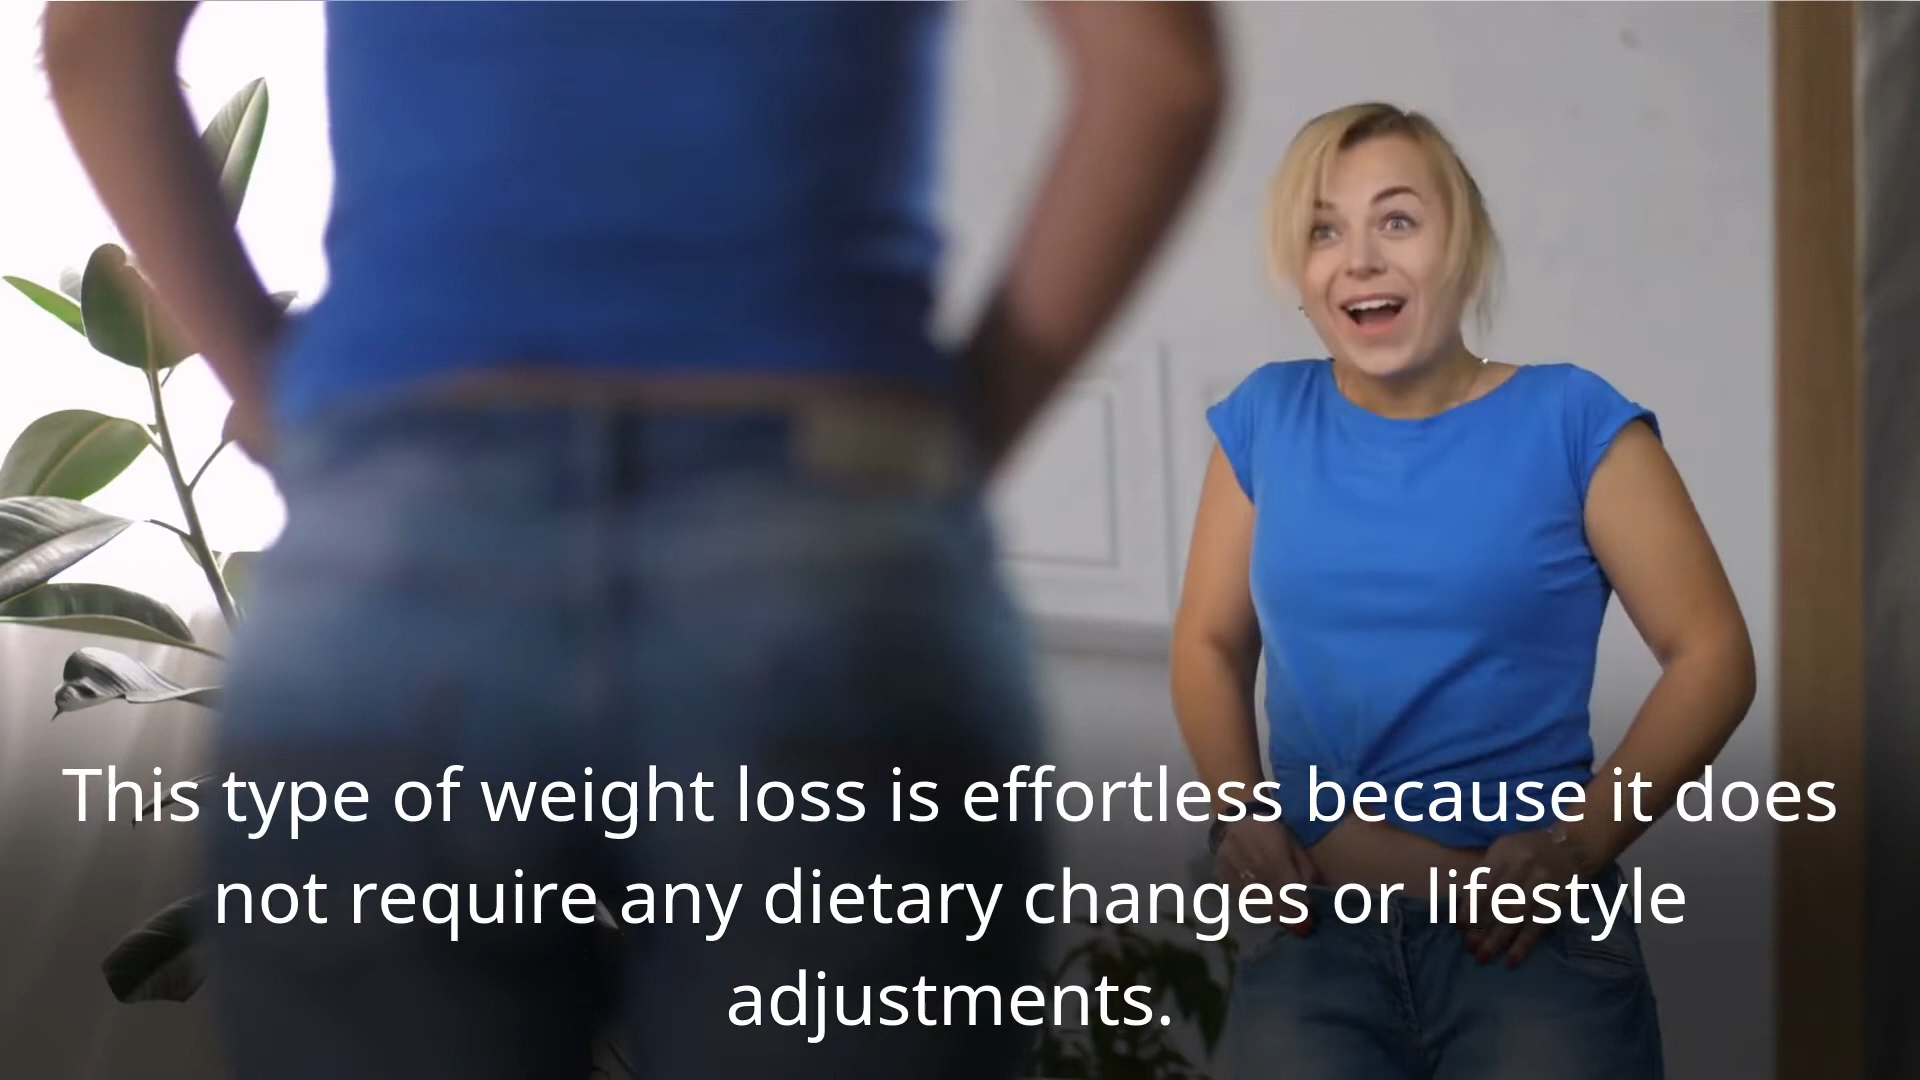 This type of weight loss is effortless because it does
not require any dietary changes or lifestyle
adjustments.